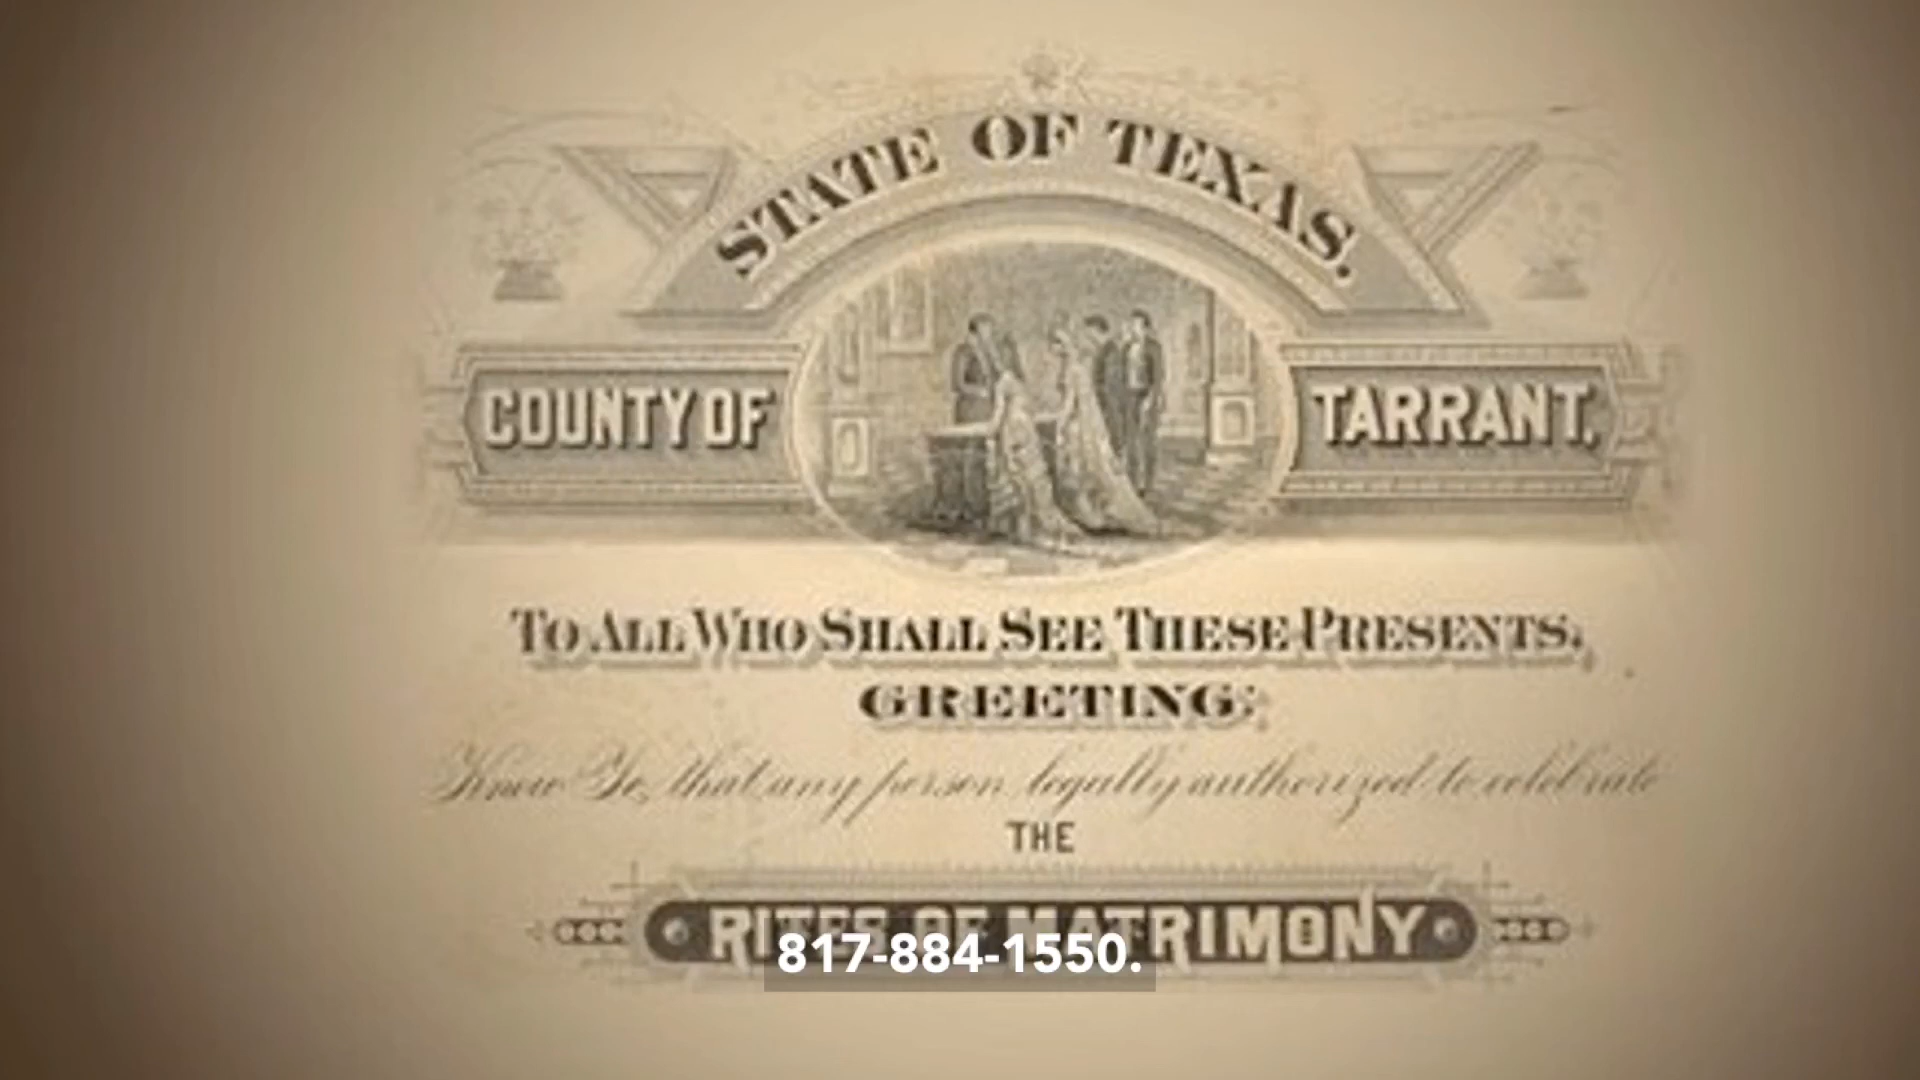 STATE OF TEXAS.
COUNTY OF TARRANT,
TO ALL WHO SHALL SEE THESE PRESENTS,
GREETING:
Know Ye, that any person legally authorized to celebrate
THE
RITES OF MATRIMONY
817-884-1550.